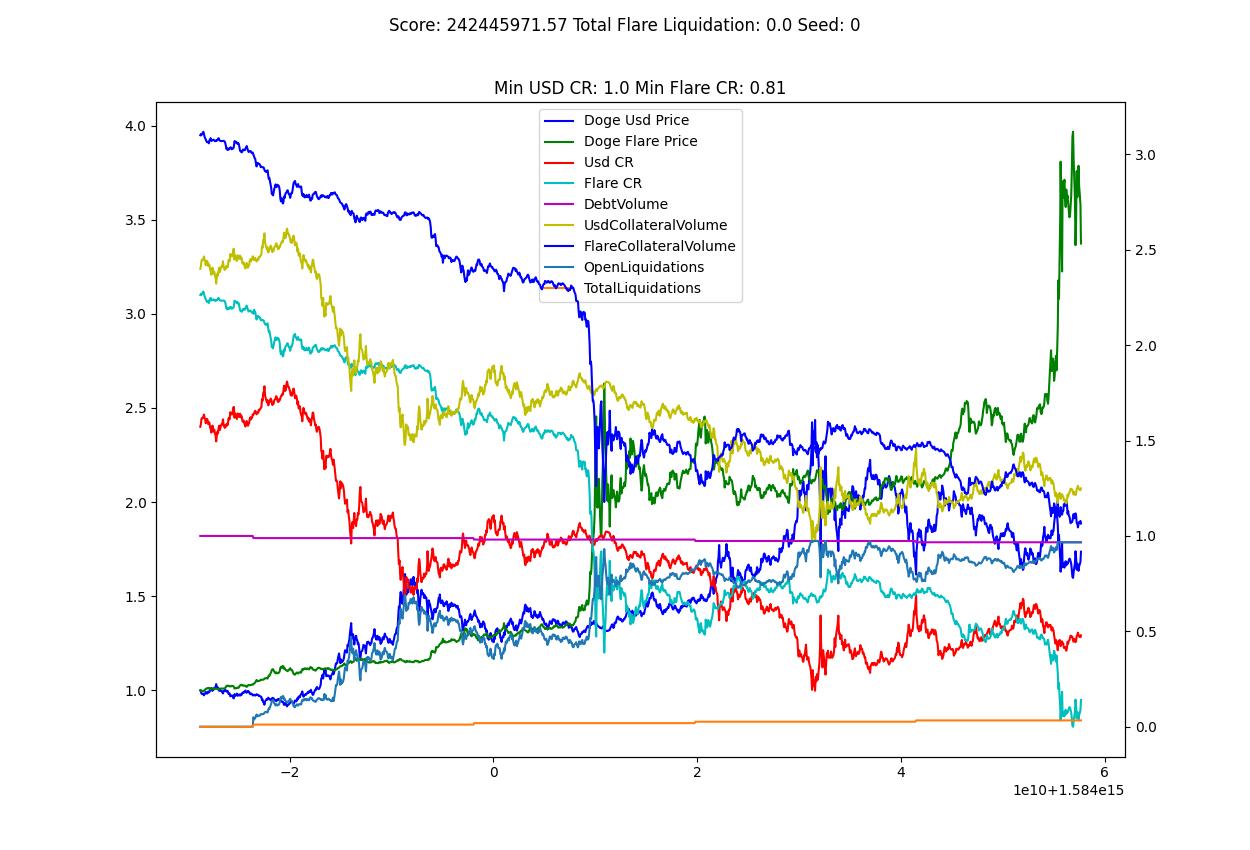 Score: 242445971.57 Total Flare Liquidation: 0.0 Seed: 0
Min USD CR: 1.0 Min Flare CR: 0.81
Doge Usd Price
Doge Flare Price
Usd CR
Flare CR
DebtVolume
UsdCollateralVolume
FlareCollateralVolume
OpenLiquidations
TotalLiquidations
4.0
3.5
3.0
2.5
2.0
1.5
1.0
3.0
2.5
2.0
1.5
1.0
0.5
0.0
−2 0 2 4 6
1e10+1.584e15